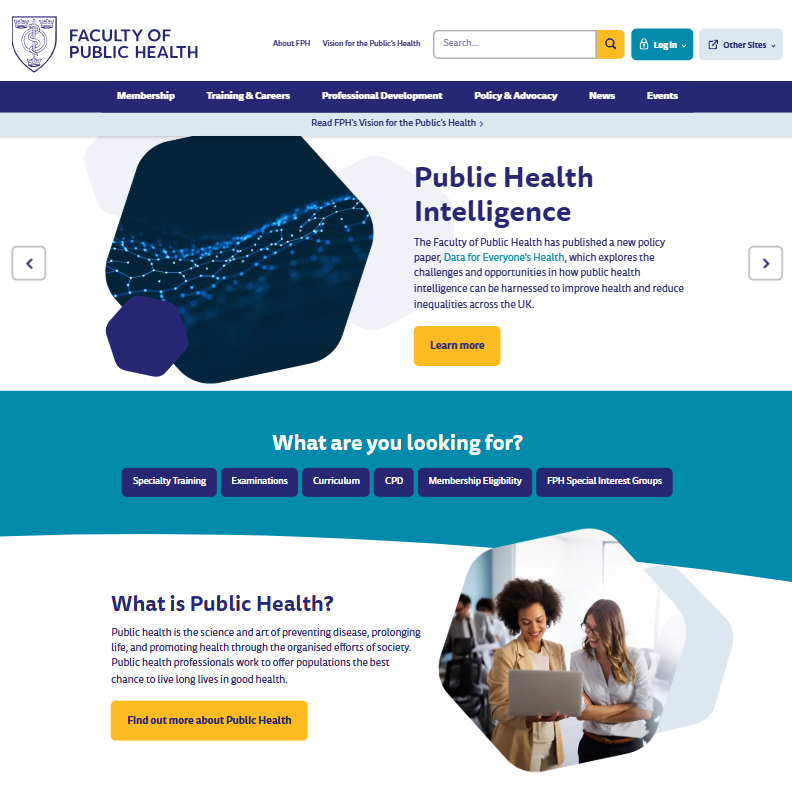 FACULTY OF
PUBLIC HEALTH
About FPH
Vision for the Public's Health
Search...
Log in
Other Sites
Membership
Training & Careers
Professional Development
Policy & Advocacy
News
Events
Read FPH's Vision for the Public's Health
Public Health
Intelligence
The Faculty of Public Health has published a new policy
paper, Data for Everyone's Health, which explores the
challenges and opportunities in how public health
intelligence can be harnessed to improve health and reduce
inequalities across the UK.
Learn more
What are you looking for?
Specialty Training
Examinations
Curriculum
CPD
Membership Eligibility
FPH Special Interest Groups
What is Public Health?
Public health is the science and art of preventing disease, prolonging
life, and promoting health through the organised efforts of society.
Public health professionals work to offer populations the best
chance to live long lives in good health.
Find out more about Public Health